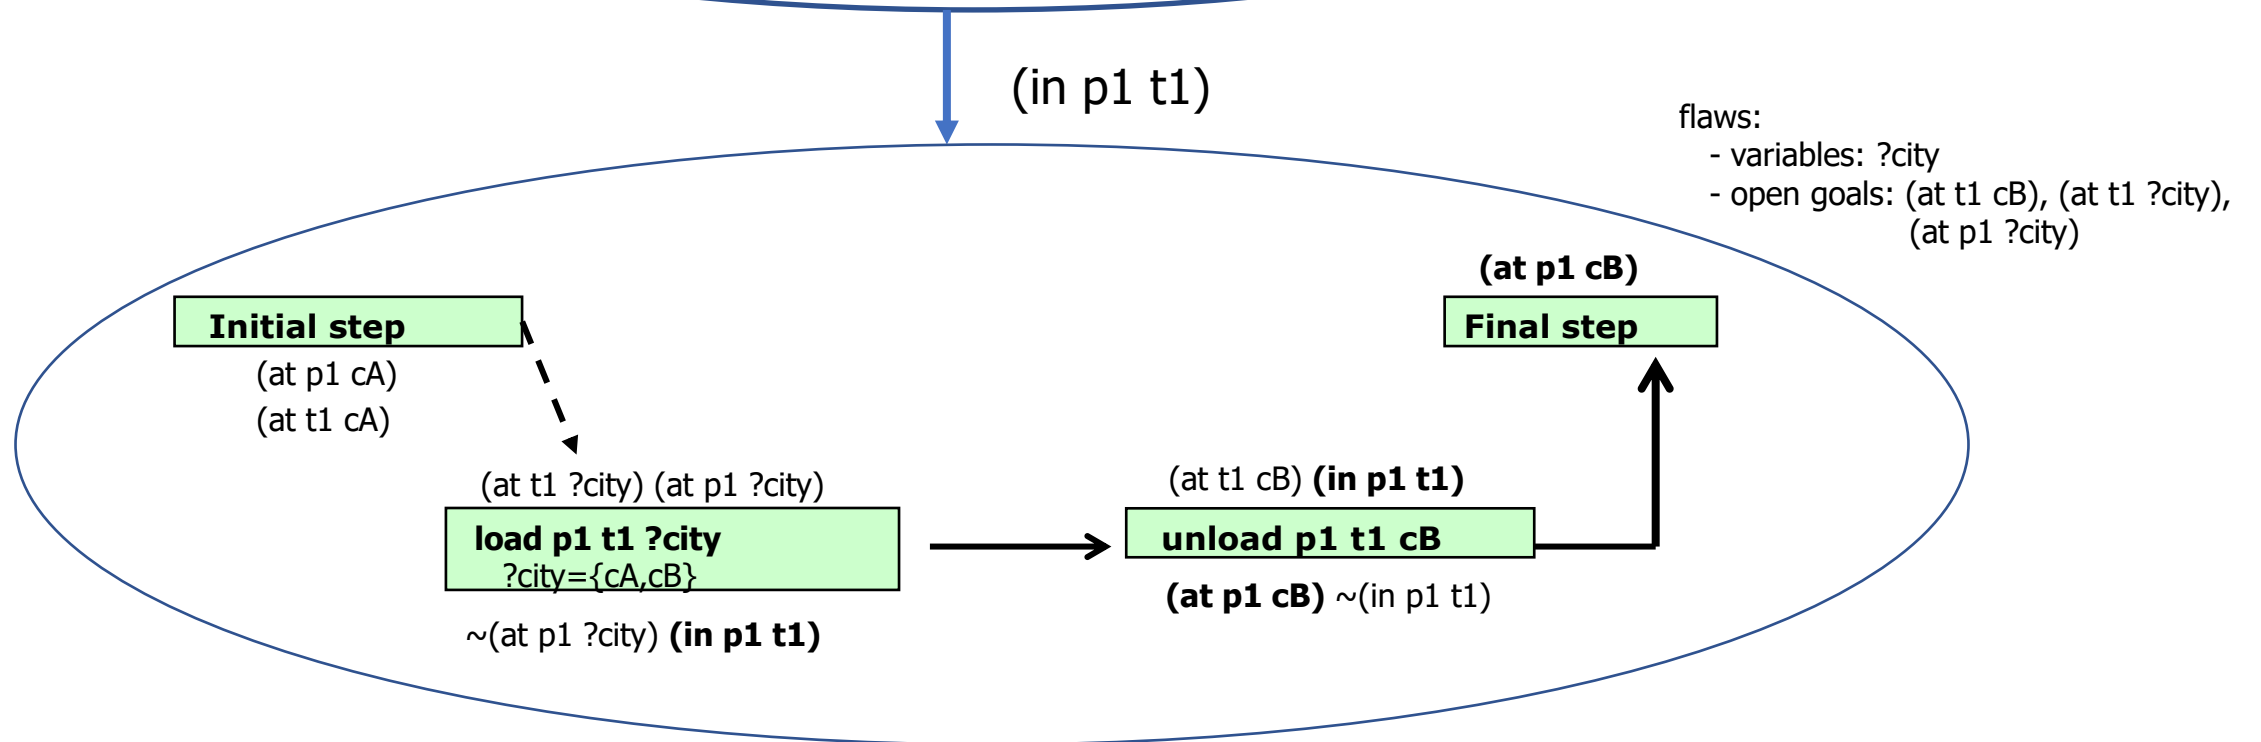 (in p1 t1)
flaws:
- variables: ?city
- open goals: (at t1 cB), (at t1 ?city),
(at p1 ?city)
(at p1 cB)
Initial step
Final step
(at p1 cA)
(at t1 cA)
(at t1 ?city) (at p1 ?city)
(at t1 cB) (in p1 t1)
load p1 t1 ?city
?city={cA,cB}
unload p1 t1 cB
(at p1 cB) ~(in p1 t1)
~(at p1 ?city) (in p1 t1)